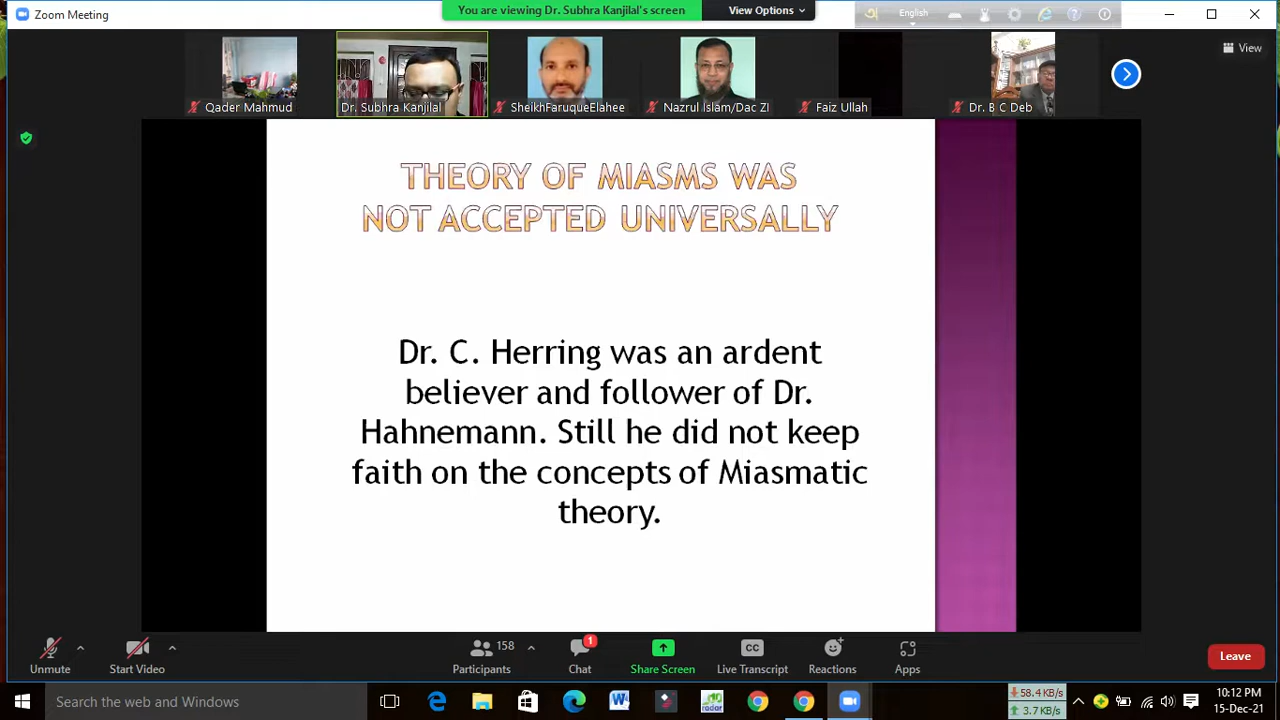 Zoom Meeting
You are viewing Dr. Subhra Kanjilal's screen
View Options
English
View
Qader Mahmud
Dr. Subhra Kanjilal
SheikhFaruqueElahee
Nazrul Islam/Dac ZI
Faiz Ullah
Dr. B C Deb
THEORY OF MIASMS WAS
NOT ACCEPTED UNIVERSALLY
Dr. C. Herring was an ardent
believer and follower of Dr.
Hahnemann. Still he did not keep
faith on the concepts of Miasmatic
theory.
Unmute
Start Video
158
Participants
1
Chat
Share Screen
CC
Live Transcript
Reactions
Apps
Leave
Search the web and Windows
radar
58.4 KB/s
3.7 KB/s
10:12 PM
15-Dec-21